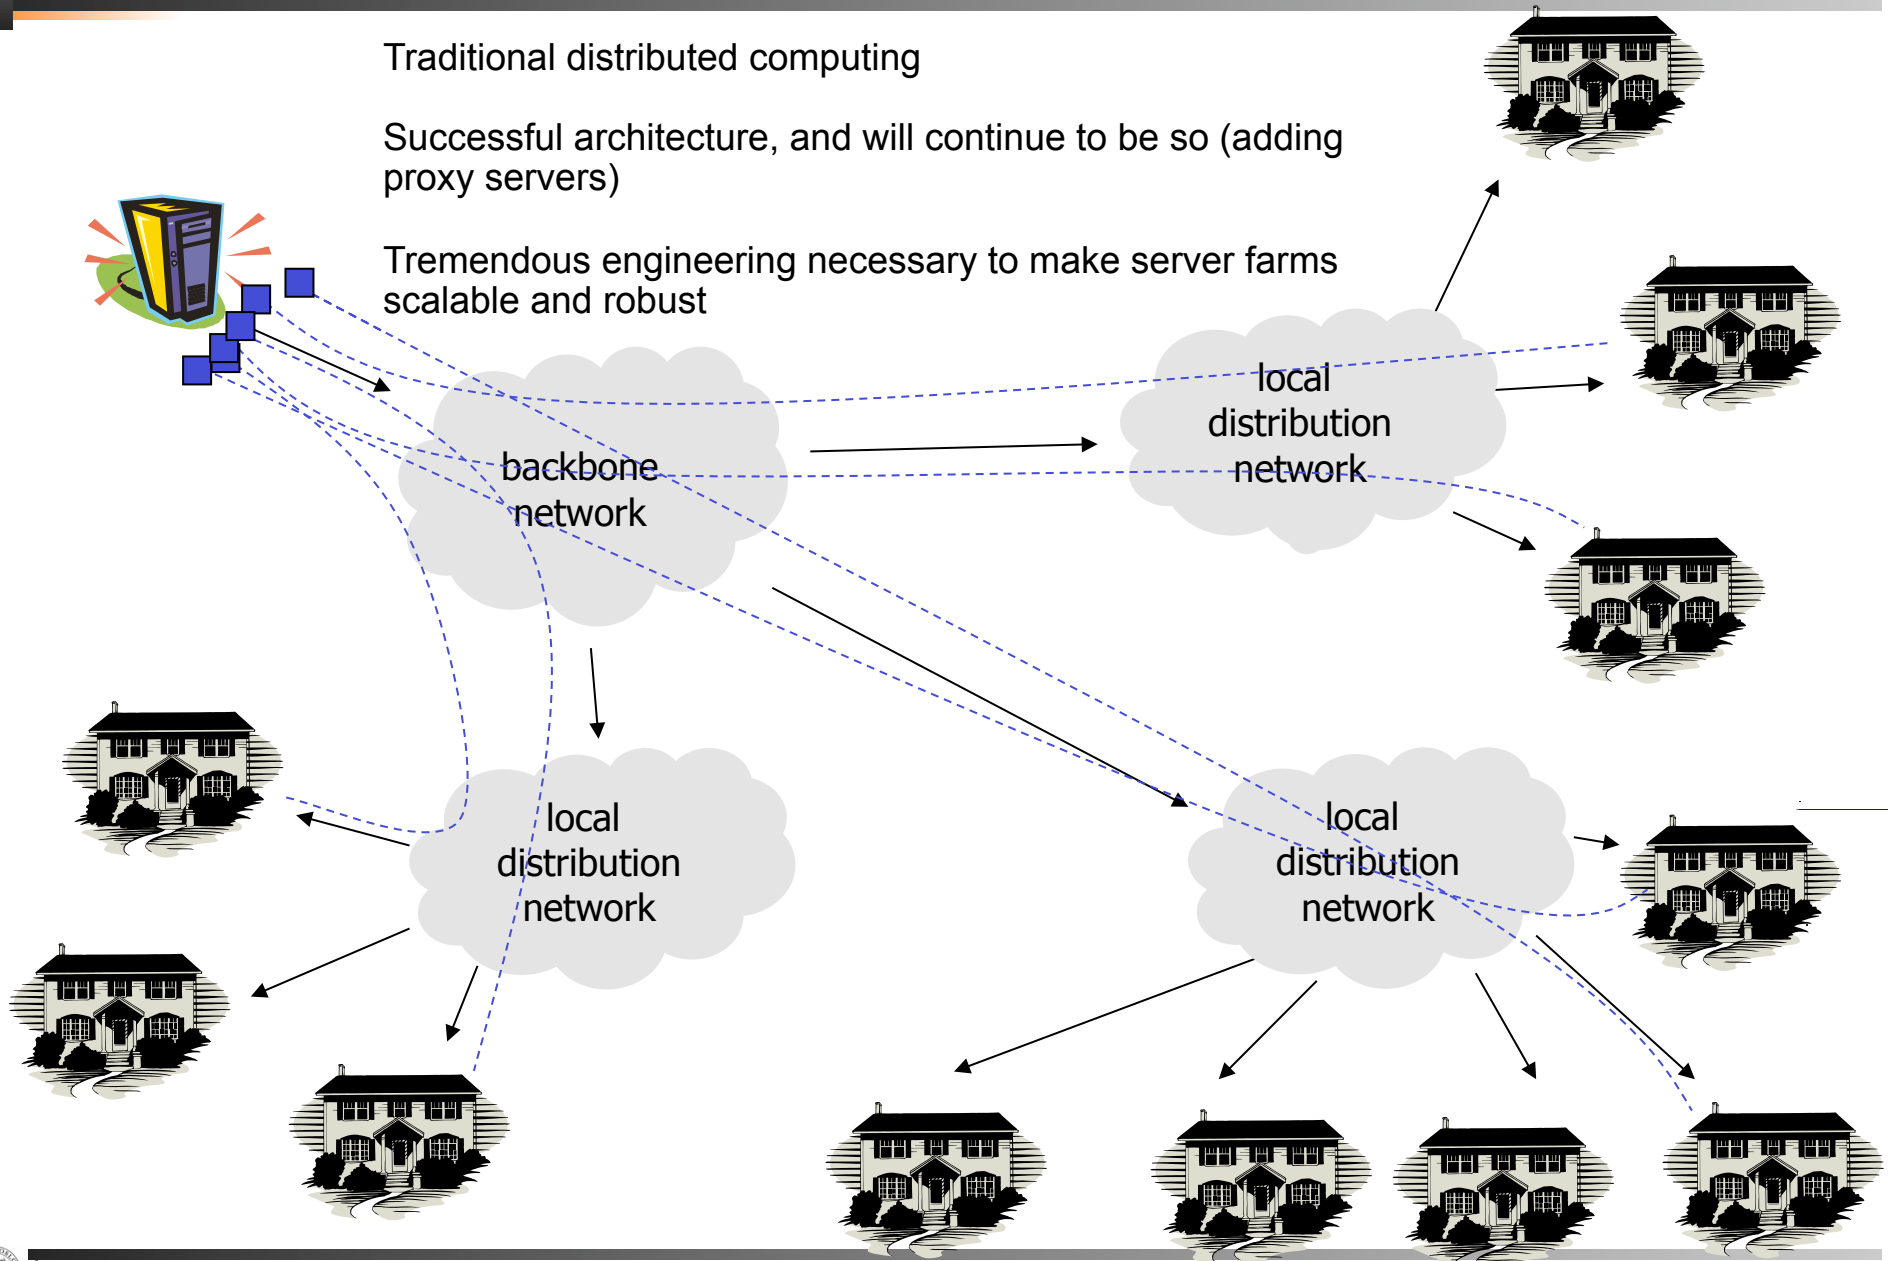 Traditional distributed computing
Successful architecture, and will continue to be so (adding
proxy servers)
Tremendous engineering necessary to make server farms
scalable and robust
local
distribution
network
backbone
network
local
distribution
network
local
distribution
network